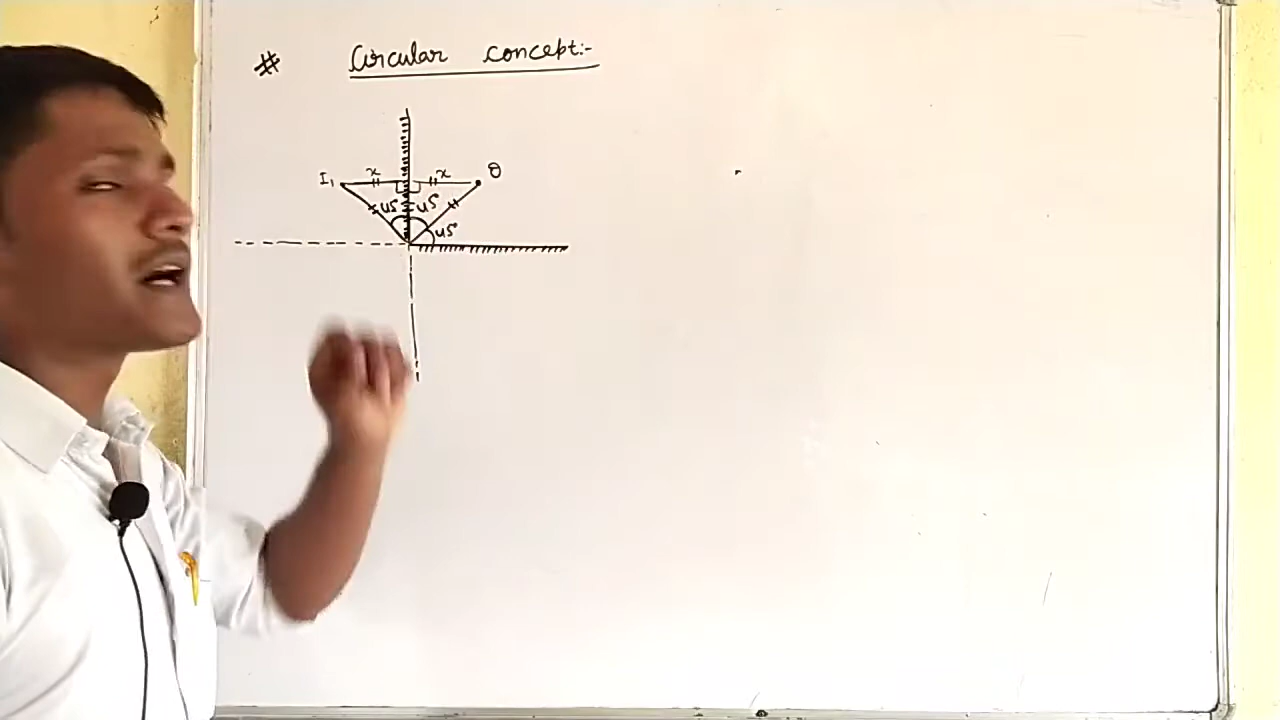 # Circular concept:-
I₁ x x O
45 45
45